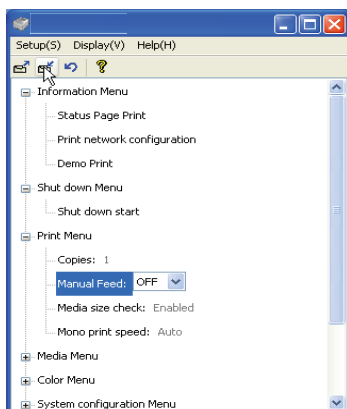 Setup(S) Display(V) Help(H)
Information Menu
Status Page Print
Print network configuration
Demo Print
Shut down Menu
Shut down start
Print Menu
Copies: 1
Manual Feed: OFF
Media size check: Enabled
Mono print speed: Auto
Media Menu
Color Menu
System configuration Menu